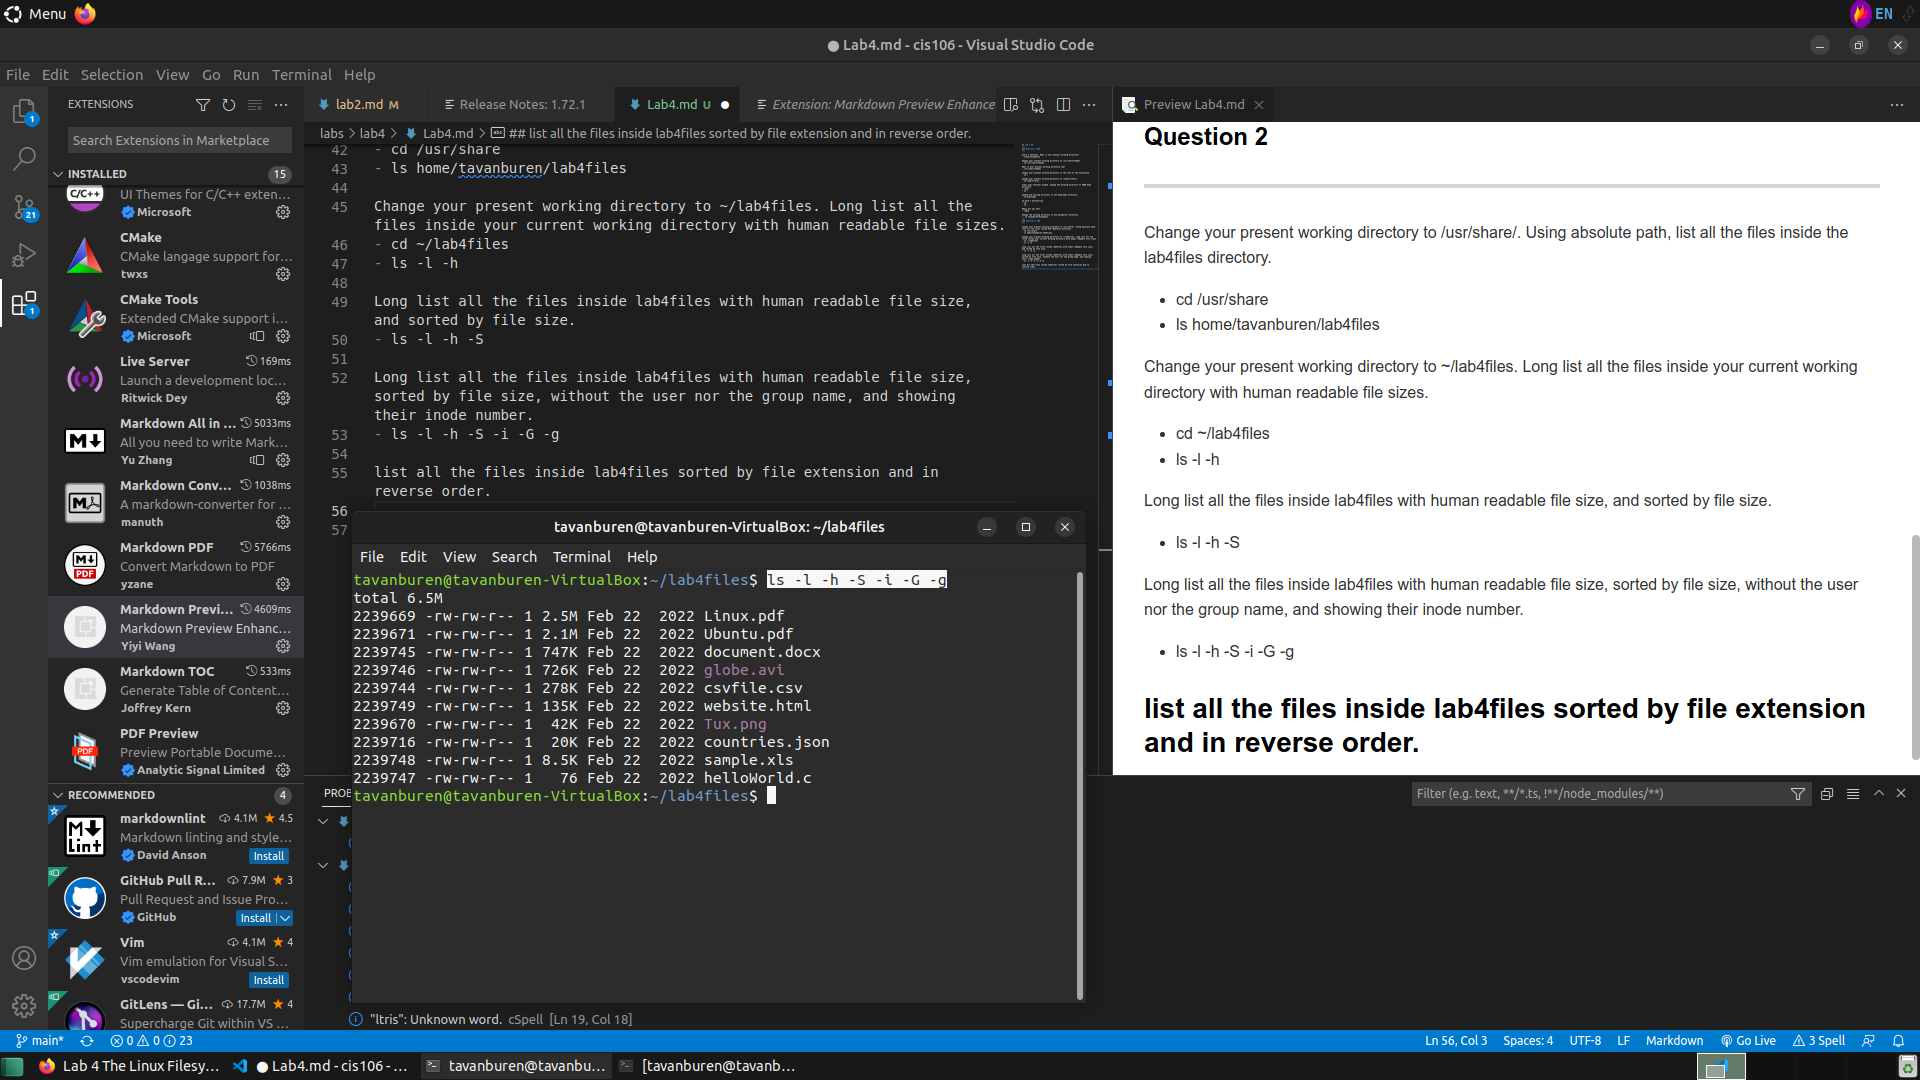 Menu
EN
● Lab4.md - cis106 - Visual Studio Code
File Edit Selection View Go Run Terminal Help
EXTENSIONS
Search Extensions in Marketplace
INSTALLED 15
C/C++
UI Themes for C/C++ exten...
Microsoft
CMake
CMake langage support for...
twxs
CMake Tools
Extended CMake support i...
Microsoft
Live Server 169ms
Launch a development loc...
Ritwick Dey
Markdown All in ... 5033ms
All you need to write Mark...
Yu Zhang
Markdown Conv... 1038ms
A markdown-converter for ...
manuth
Markdown PDF 5766ms
Convert Markdown to PDF
yzane
Markdown Previ... 4609ms
Markdown Preview Enhanc...
Yiyi Wang
Markdown TOC 533ms
Generate Table of Content...
Joffrey Kern
PDF Preview
Preview Portable Docume...
Analytic Signal Limited
RECOMMENDED 4
markdownlint 4.1M 4.5
Markdown linting and style...
David Anson Install
GitHub Pull R... 7.9M 3
Pull Request and Issue Pro...
GitHub Install
Vim 4.1M 4
Vim emulation for Visual S...
vscodevim Install
GitLens — Gi... 17.7M 4
Supercharge Git within VS ...
lab2.md M
Release Notes: 1.72.1
Lab4.md U ●
Extension: Markdown Preview Enhance
labs > lab4 > Lab4.md > ## list all the files inside lab4files sorted by file extension and in reverse order.
42 - cd /usr/share
43 - ls home/tavanburen/lab4files
44
45 Change your present working directory to ~/lab4files. Long list all the
files inside your current working directory with human readable file sizes.
46 - cd ~/lab4files
47 - ls -l -h
48
49 Long list all the files inside lab4files with human readable file size,
and sorted by file size.
50 - ls -l -h -S
51
52 Long list all the files inside lab4files with human readable file size,
sorted by file size, without the user nor the group name, and showing
their inode number.
53 - ls -l -h -S -i -G -g
54
55 list all the files inside lab4files sorted by file extension and in
reverse order.
56
57
tavanburen@tavanburen-VirtualBox: ~/lab4files
File Edit View Search Terminal Help
tavanburen@tavanburen-VirtualBox:~/lab4files$ ls -l -h -S -i -G -g
total 6.5M
2239669 -rw-rw-r-- 1 2.5M Feb 22  2022 Linux.pdf
2239671 -rw-rw-r-- 1 2.1M Feb 22  2022 Ubuntu.pdf
2239745 -rw-rw-r-- 1 747K Feb 22  2022 document.docx
2239746 -rw-rw-r-- 1 726K Feb 22  2022 globe.avi
2239744 -rw-rw-r-- 1 278K Feb 22  2022 csvfile.csv
2239749 -rw-rw-r-- 1 135K Feb 22  2022 website.html
2239670 -rw-rw-r-- 1  42K Feb 22  2022 Tux.png
2239716 -rw-rw-r-- 1  20K Feb 22  2022 countries.json
2239748 -rw-rw-r-- 1 8.5K Feb 22  2022 sample.xls
2239747 -rw-rw-r-- 1   76 Feb 22  2022 helloWorld.c
tavanburen@tavanburen-VirtualBox:~/lab4files$
PROB
"ltris": Unknown word. cSpell [Ln 19, Col 18]
Filter (e.g. text, **/*.ts, !**/node_modules/**)
Preview Lab4.md
Question 2
Change your present working directory to /usr/share/. Using absolute path, list all the files inside the
lab4files directory.
• cd /usr/share
• ls home/tavanburen/lab4files
Change your present working directory to ~/lab4files. Long list all the files inside your current working
directory with human readable file sizes.
• cd ~/lab4files
• ls -l -h
Long list all the files inside lab4files with human readable file size, and sorted by file size.
• ls -l -h -S
Long list all the files inside lab4files with human readable file size, sorted by file size, without the user
nor the group name, and showing their inode number.
• ls -l -h -S -i -G -g
list all the files inside lab4files sorted by file extension
and in reverse order.
main* 0 0 23
Ln 56, Col 3 Spaces: 4 UTF-8 LF Markdown Go Live 3 Spell
Lab 4 The Linux Filesy...
● Lab4.md - cis106 - ...
tavanburen@tavanbu...
[tavanburen@tavanb...